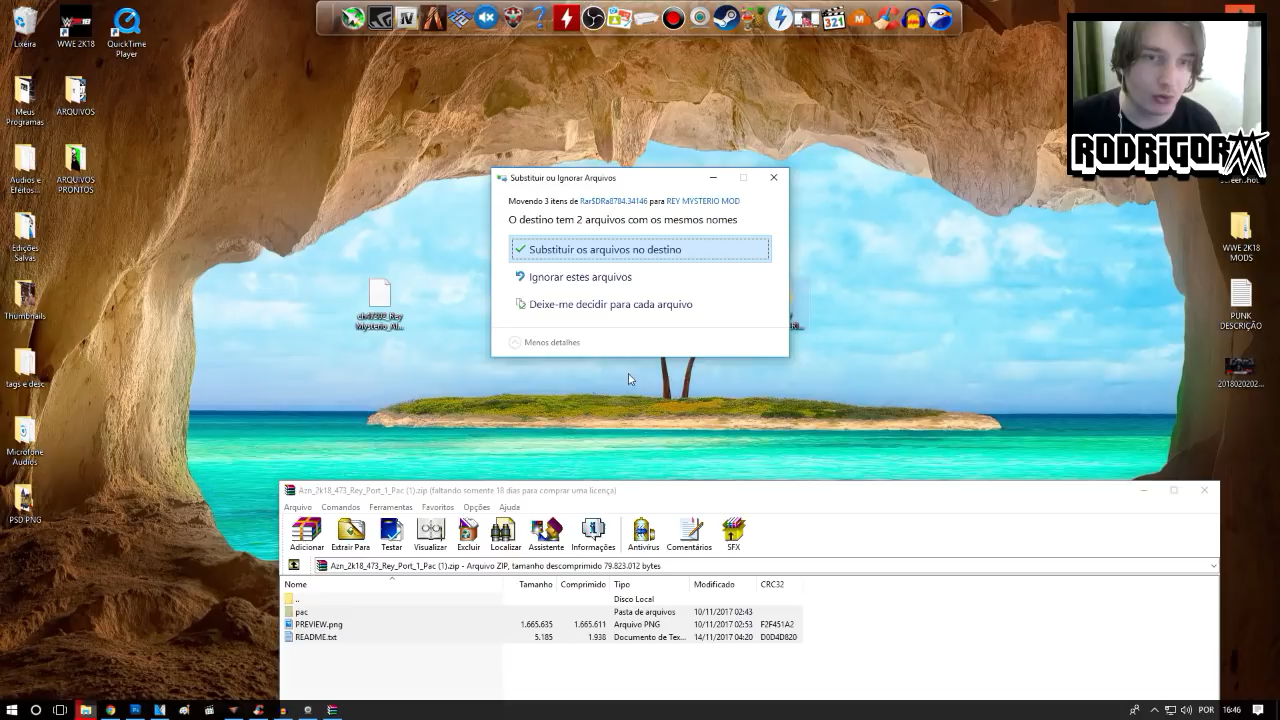 Lixeira
WWE 2K18
QuickTime
Player
Meus
Programas
ARQUIVOS
Audios e
Efeitos...
ARQUIVOS
PRONTOS
Edições
Salvas
Thumbnails
tags e desc
Microfone
Audios
PSD PNG
IV
321
RODRIGORM
WWE 2K18
MODS
PUNK
DESCRIÇÃO
2018020202...
ch47302_Rey
Mysterio_Al...
Substituir ou Ignorar Arquivos
Movendo 3 itens de Rar$DRa8784.34146 para REY MYSTERIO MOD
O destino tem 2 arquivos com os mesmos nomes
Substituir os arquivos no destino
Ignorar estes arquivos
Deixe-me decidir para cada arquivo
Menos detalhes
Azn_2k18_473_Rey_Port_1_Pac (1).zip (faltando somente 18 dias para comprar uma licença)
Arquivo Comandos Ferramentas Favoritos Opções Ajuda
Adicionar Extrair Para Testar Visualizar Excluir Localizar Assistente Informações Antivírus Comentários SFX
Azn_2k18_473_Rey_Port_1_Pac (1).zip - Arquivo ZIP, tamanho descomprimido 79.823.012 bytes
Nome Tamanho Comprimido Tipo Modificado CRC32
.. Disco Local
pac Pasta de arquivos 10/11/2017 02:43
PREVIEW.png 1.665.635 1.665.611 Arquivo PNG 10/11/2017 02:53 F2F451A2
README.txt 5.185 1.938 Documento de Tex... 14/11/2017 04:20 D0D4D820
POR 16:46